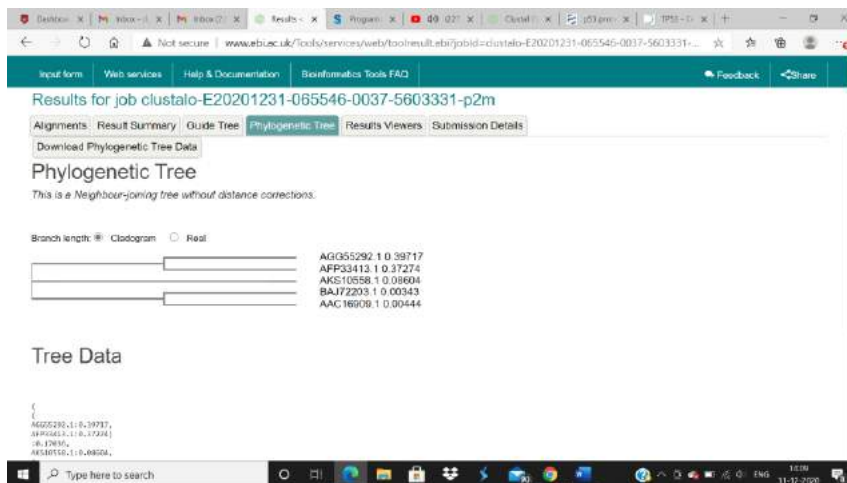 Results
Not secure | www.ebi.ac.uk/Tools/services/web/toolresult.ebi?jobId=clustalo-E20201231-065546-0037-5603331-...
Input form Web services Help & Documentation Bioinformatics Tools FAQ Feedback Share
Results for job clustalo-E20201231-065546-0037-5603331-p2m
Alignments Result Summary Guide Tree Phylogenetic Tree Results Viewers Submission Details
Download Phylogenetic Tree Data
Phylogenetic Tree
This is a Neighbour-joining tree without distance corrections.
Branch length: Cladogram Real
AGG55292.1 0.39717
AFP33413.1 0.37274
AKS10558.1 0.08604
BAJ72203.1 0.00343
AAC16909.1 0.00444
Tree Data
(
(
AGG55292.1:0.39717,
AFP33413.1:0.37274)
AKS10558.1:0.08604,
Type here to search ENG 14:09